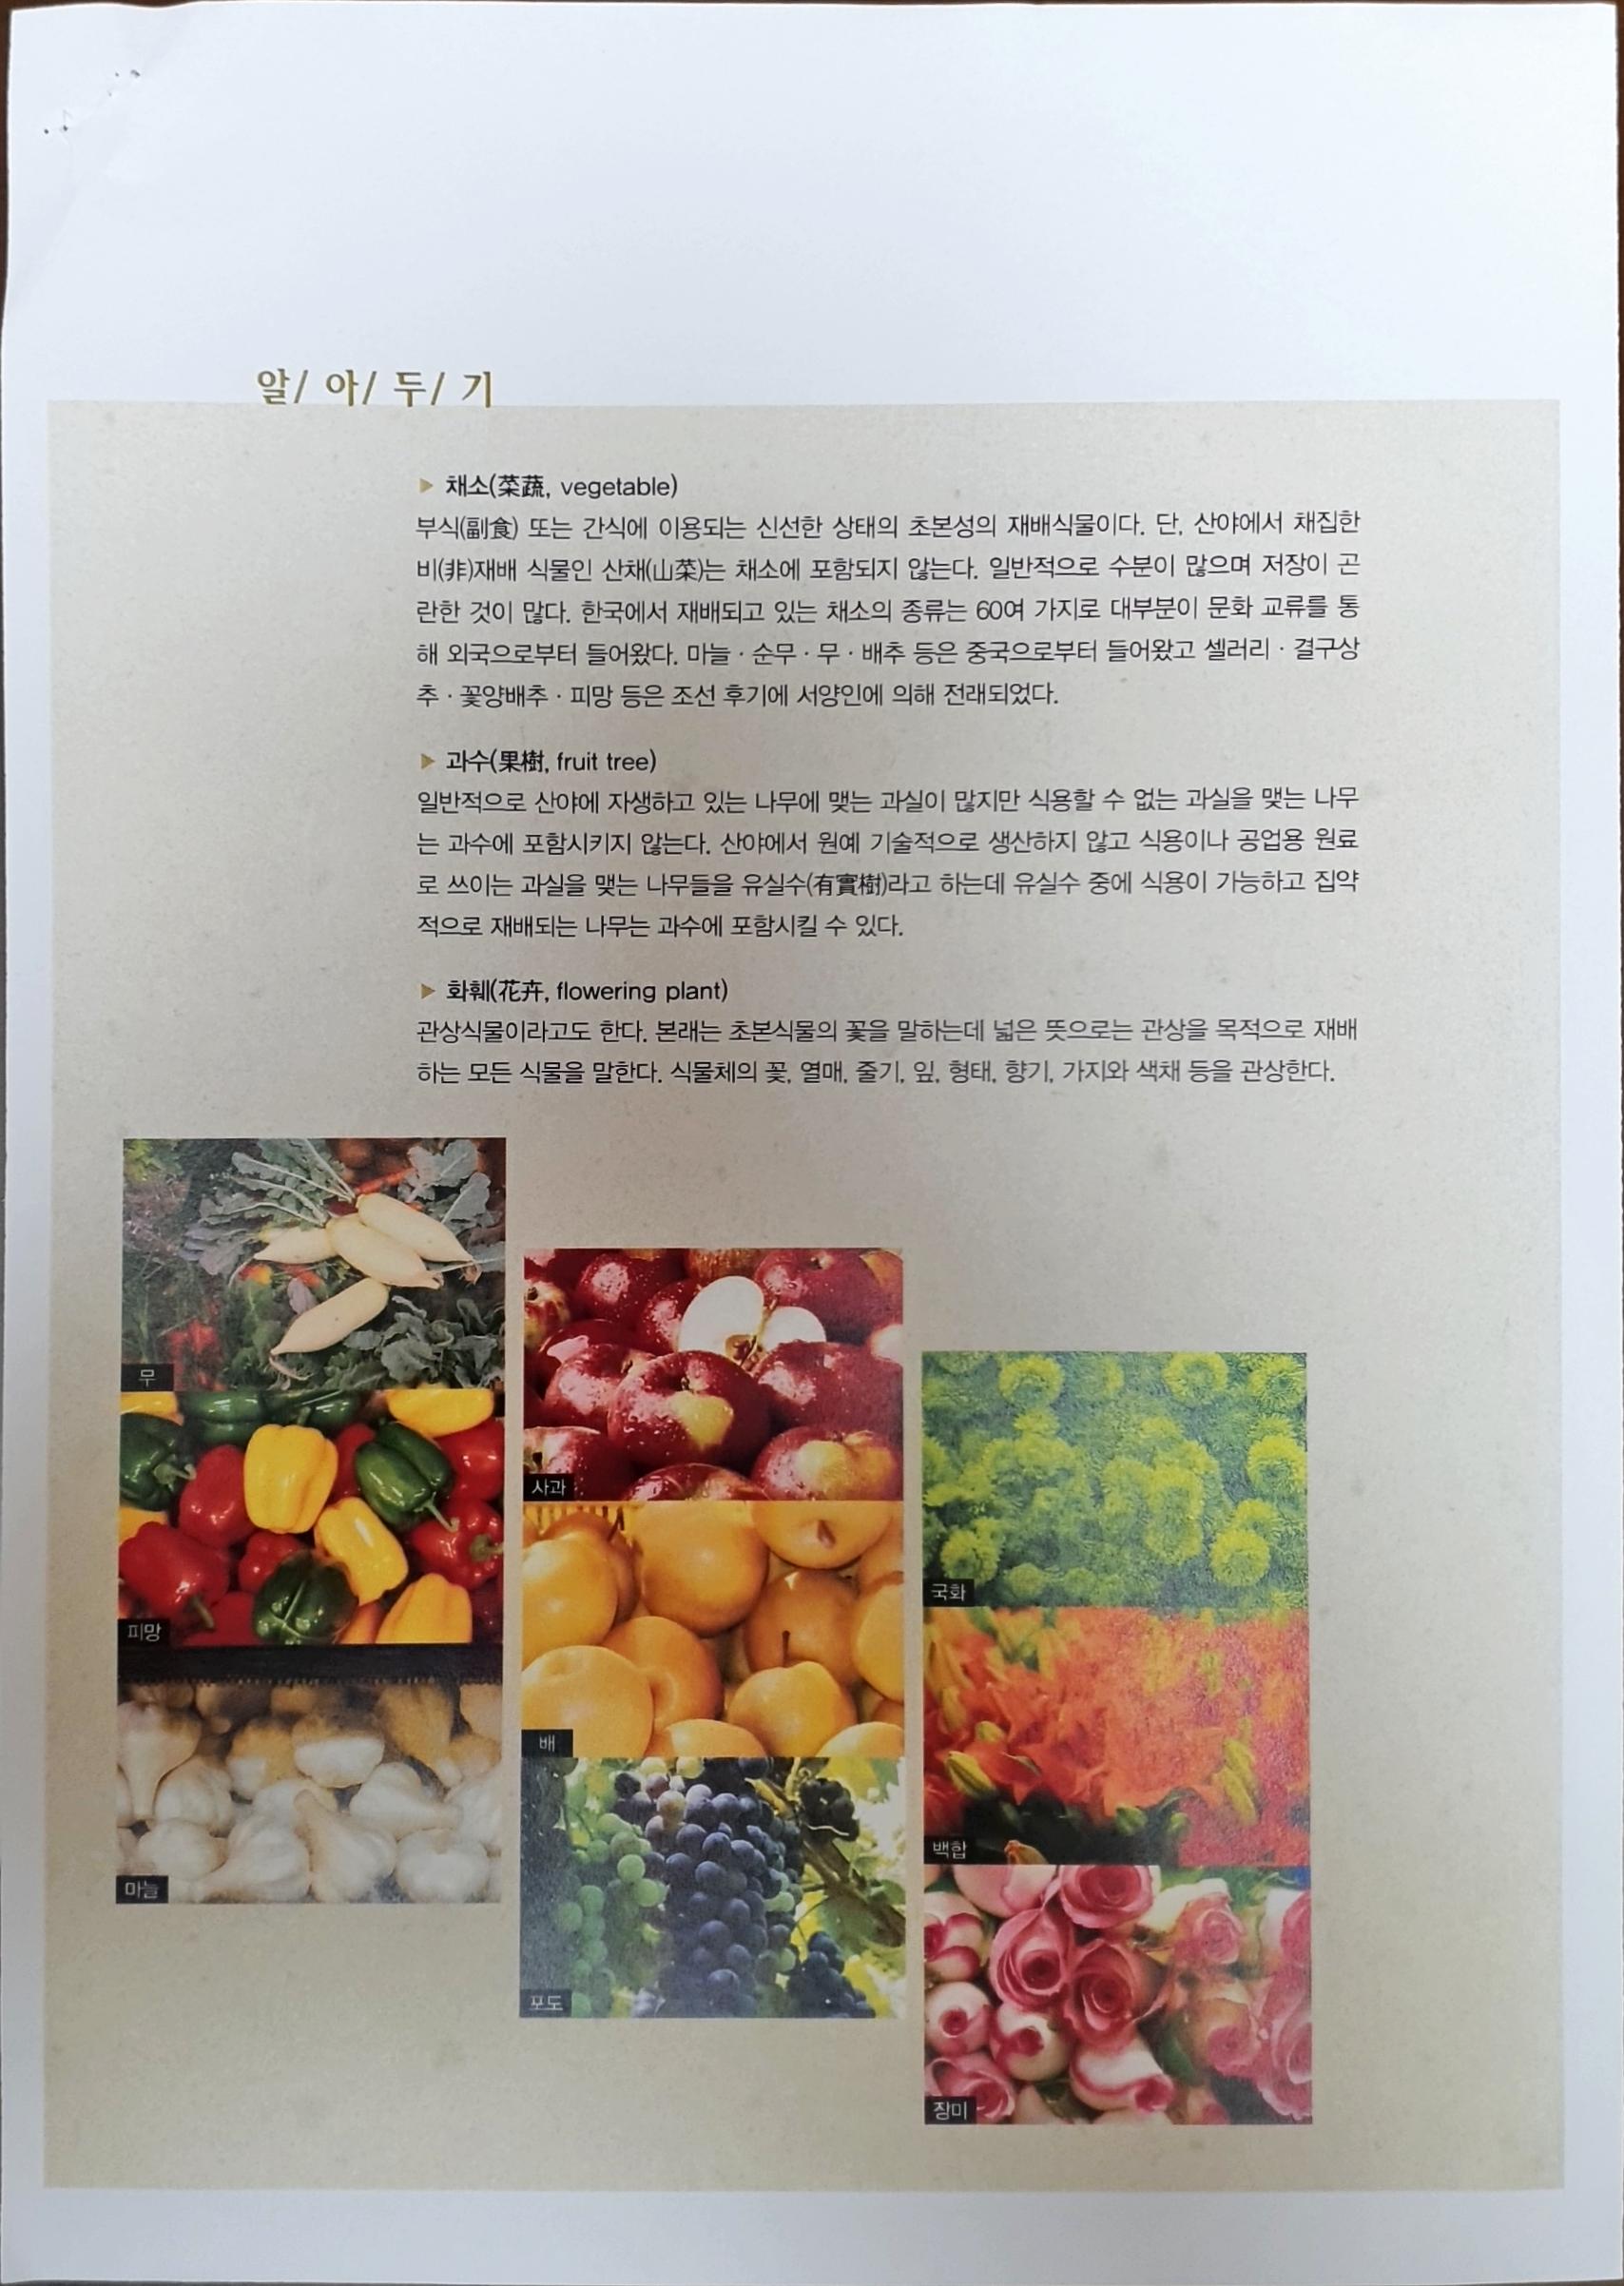 알/ 아/ 두/ 기
▶ 채소(菜蔬, vegetable)
부식(副食) 또는 간식에 이용되는 신선한 상태의 초본성의 재배식물이다. 단, 산야에서 채집한
비(非)재배 식물인 산채(山菜)는 채소에 포함되지 않는다. 일반적으로 수분이 많으며 저장이 곤
란한 것이 많다. 한국에서 재배되고 있는 채소의 종류는 60여 가지로 대부분이 문화 교류를 통
해 외국으로부터 들어왔다. 마늘 · 순무 · 무 · 배추 등은 중국으로부터 들어왔고 셀러리 · 결구상
추 · 꽃양배추 · 피망 등은 조선 후기에 서양인에 의해 전래되었다.
▶ 과수(果樹, fruit tree)
일반적으로 산야에 자생하고 있는 나무에 맺는 과실이 많지만 식용할 수 없는 과실을 맺는 나무
는 과수에 포함시키지 않는다. 산야에서 원예 기술적으로 생산하지 않고 식용이나 공업용 원료
로 쓰이는 과실을 맺는 나무들을 유실수(有實樹)라고 하는데 유실수 중에 식용이 가능하고 집약
적으로 재배되는 나무는 과수에 포함시킬 수 있다.
▶ 화훼(花卉, flowering plant)
관상식물이라고도 한다. 본래는 초본식물의 꽃을 말하는데 넓은 뜻으로는 관상을 목적으로 재배
하는 모든 식물을 말한다. 식물체의 꽃, 열매, 줄기, 잎, 형태, 향기, 가지와 색채 등을 관상한다.
무
피망
마늘
사과
배
포도
국화
백합
장미